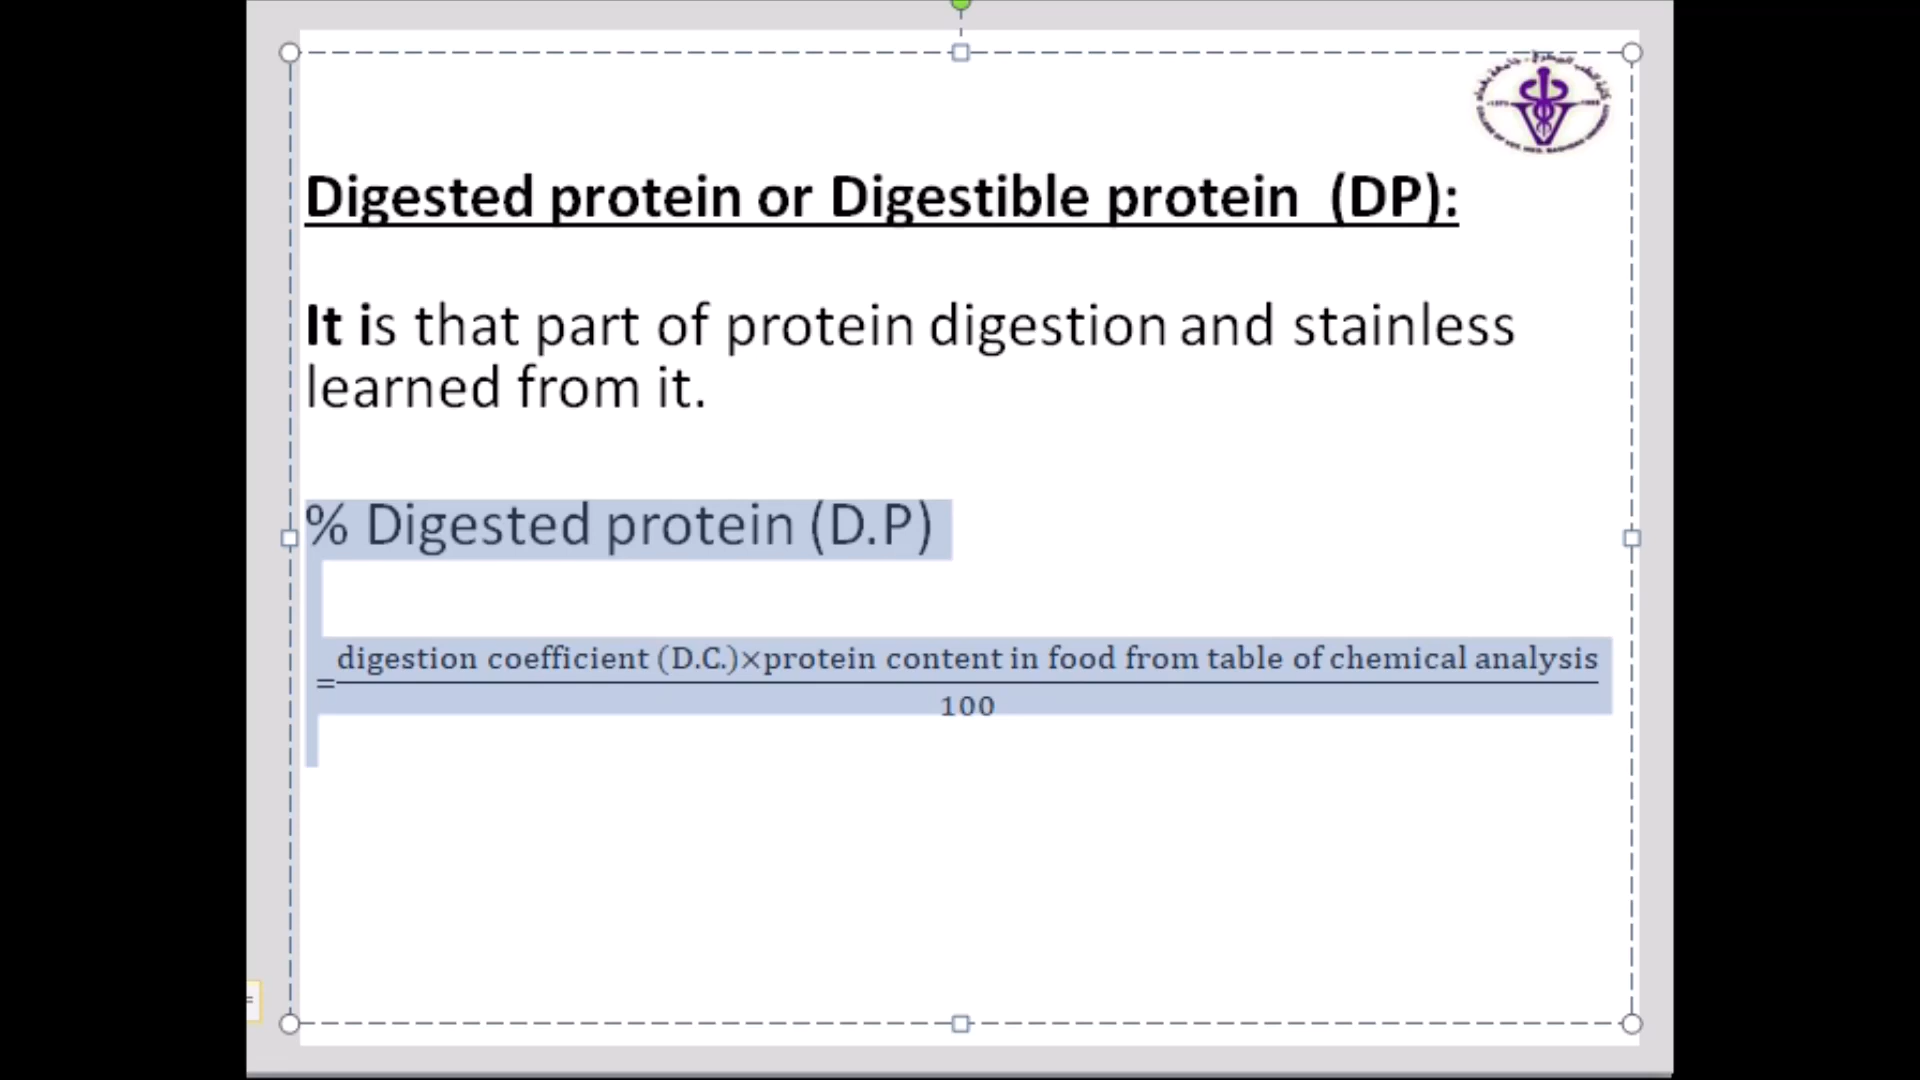 Digested protein or Digestible protein (DP):
It is that part of protein digestion and stainless
learned from it.
% Digested protein (D.P)
digestion coefficient (D.C.)×protein content in food from table of chemical analysis
=
100